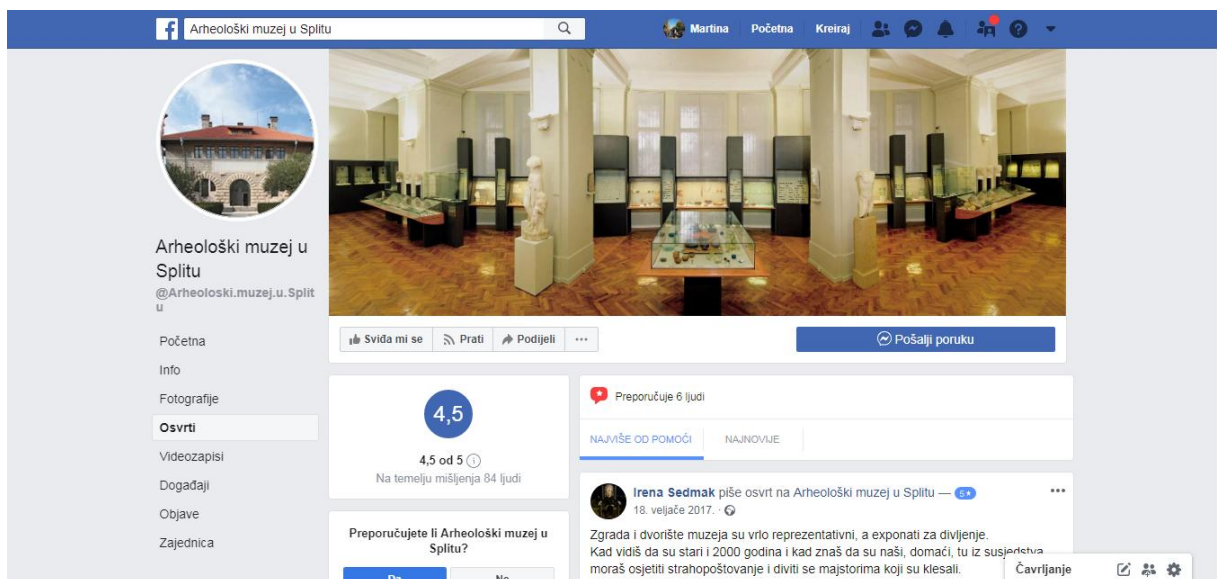 Arheološki muzej u Splitu
Martina Početna Kreiraj
Arheološki muzej u
Splitu
@Arheoloski.muzej.u.Split
u
Početna
Info
Fotografije
Osvrti
Videozapisi
Događaji
Objave
Zajednica
Sviđa mi se Prati Podijeli ...
Pošalji poruku
4,5
4,5 od 5
Na temelju mišljenja 84 ljudi
Preporučujete li Arheološki muzej u
Splitu?
Da Ne
Preporučuje 6 ljudi
NAJVIŠE OD POMOĆI NAJNOVIJE
Irena Sedmak piše osvrt na Arheološki muzej u Splitu — 5★
18. veljače 2017. ·
Zgrada i dvorište muzeja su vrlo reprezentativni, a exponati za divljenje.
Kad vidiš da su stari i 2000 godina i kad znaš da su naši, domaći, tu iz susjedstva
moraš osjetiti strahopoštovanje i diviti se majstorima koji su klesali.
Čavrljanje